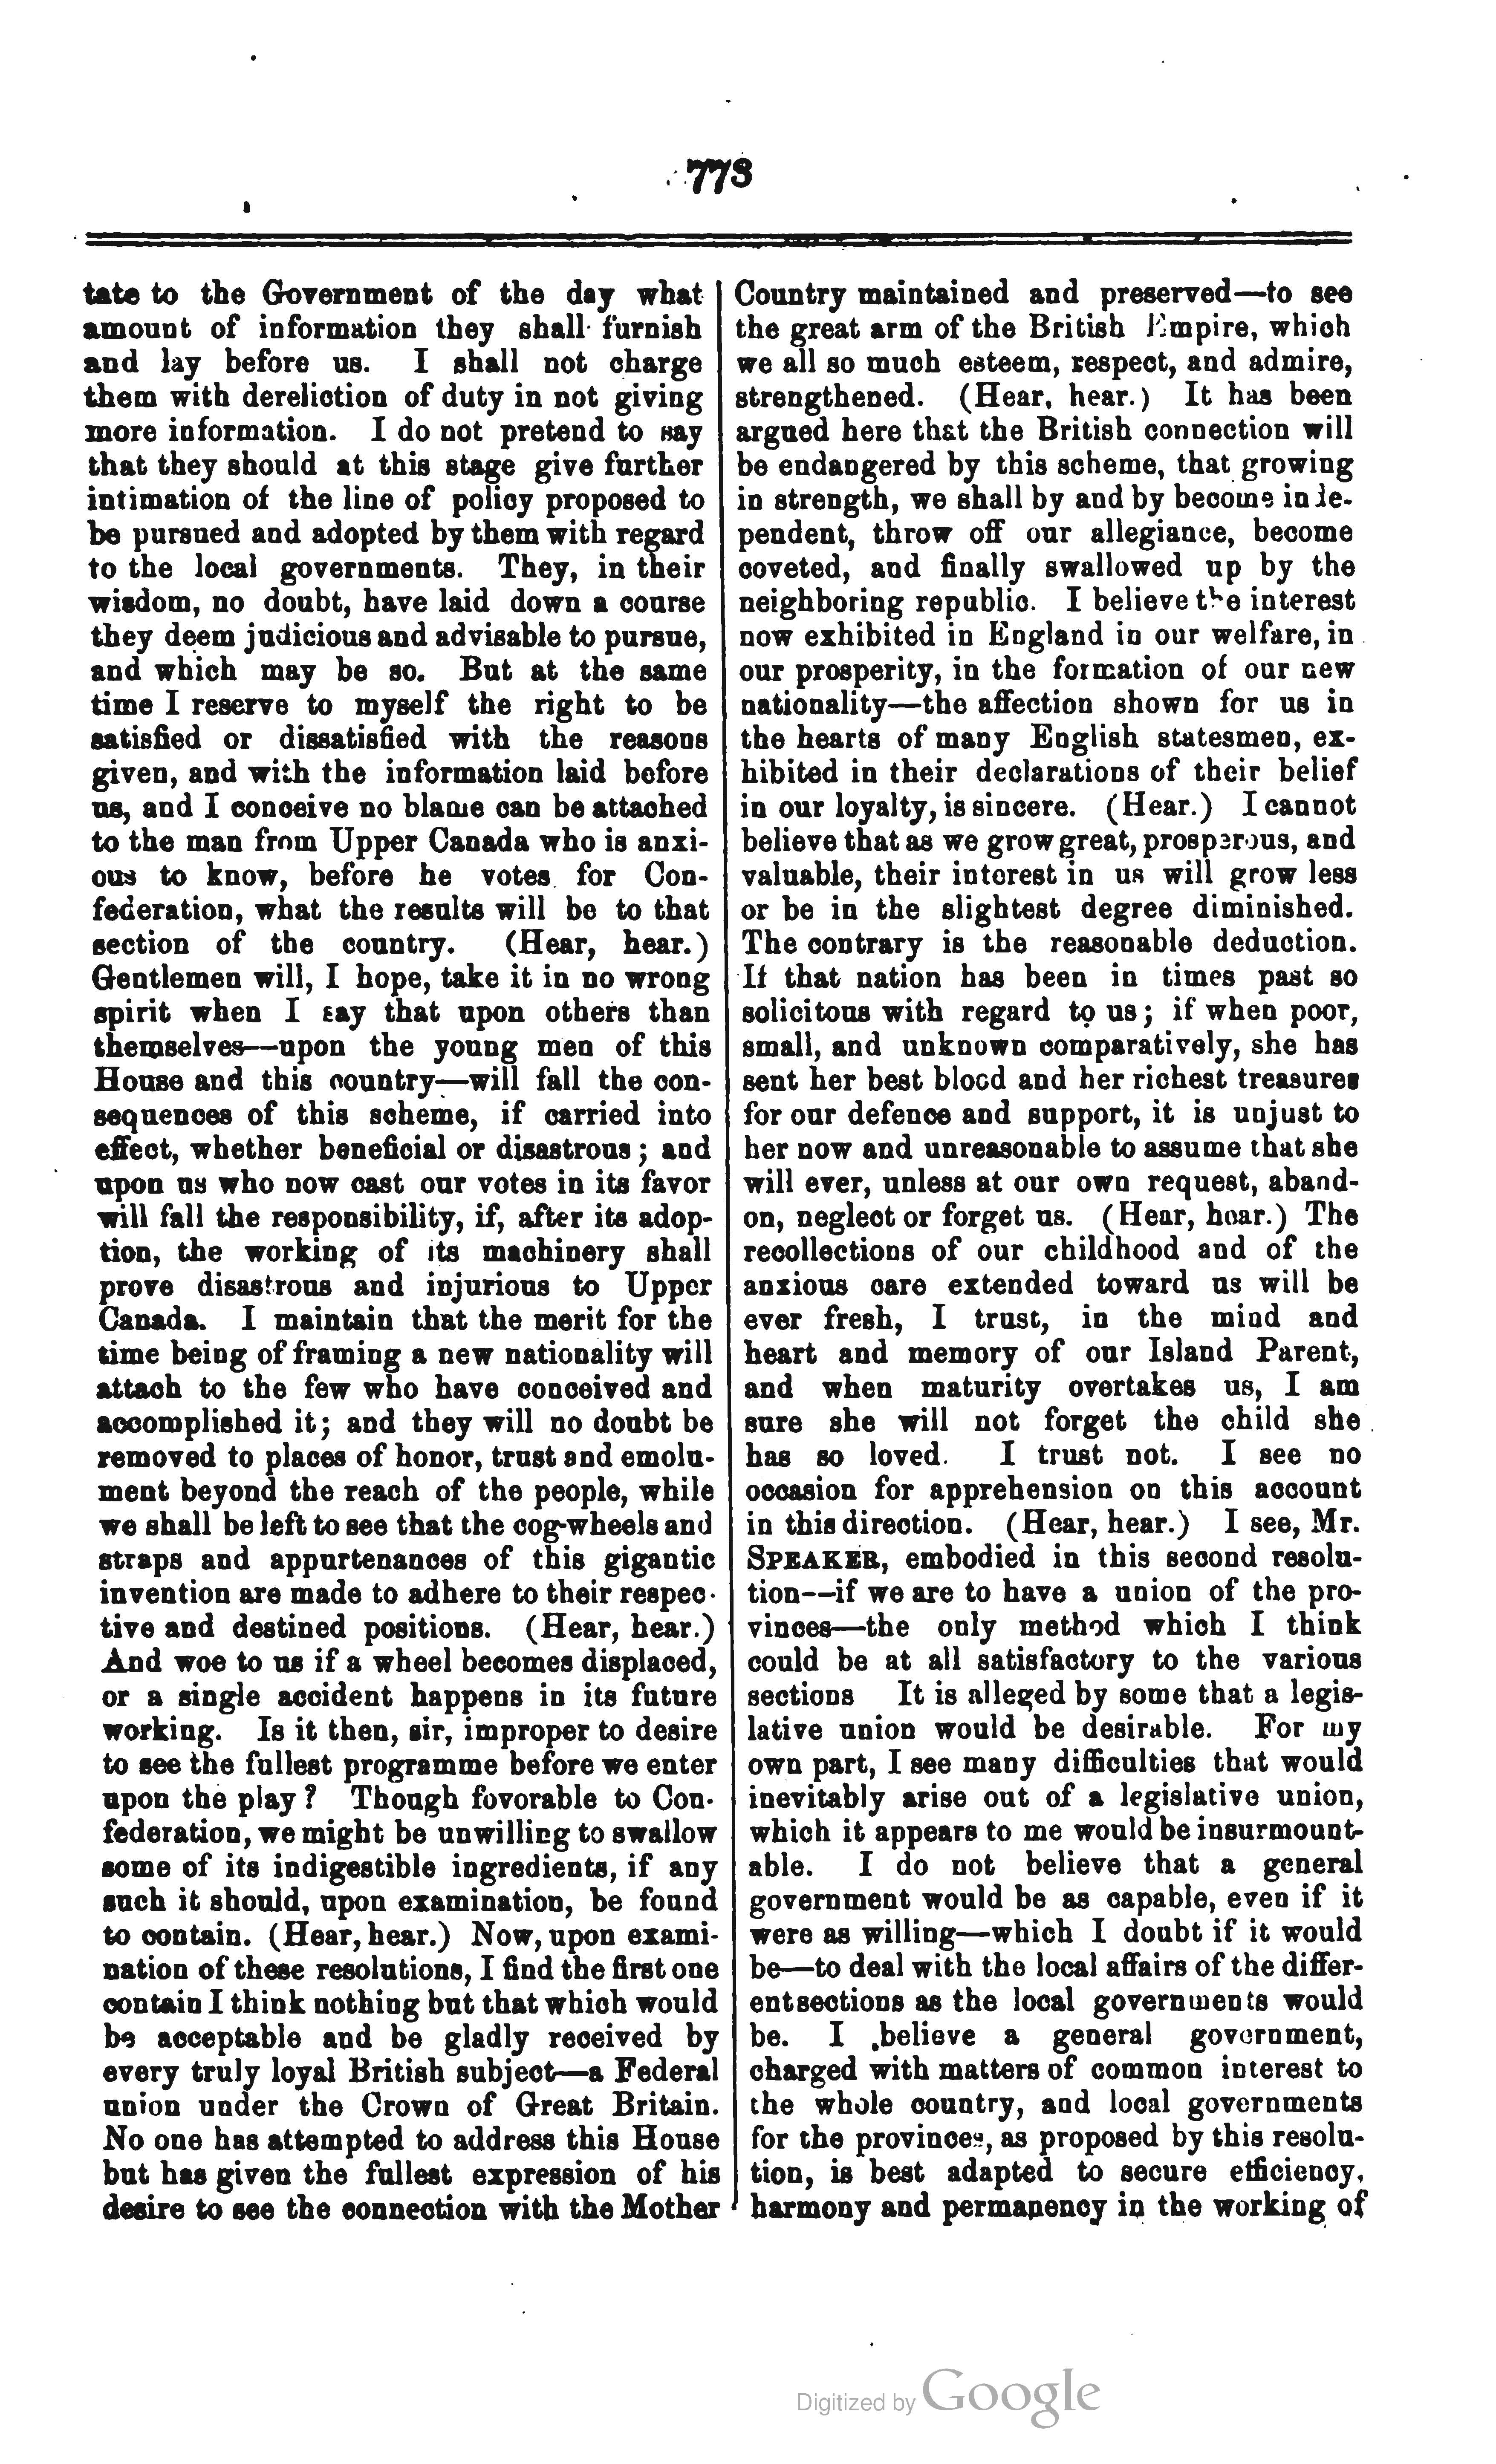 773
tate to the Government of the day what
amount of information they shall furnish
and lay before us. I shall not charge
them with dereliction of duty in not giving
more information. I do not pretend to say
that they should at this stage give further
intimation of the line of policy proposed to
be pursued and adopted by them with regard
to the local governments. They, in their
wisdom, no doubt, have laid down a course
they deem judicious and advisable to pursue,
and which may be so. But at the same
time I reserve to myself the right to be
satisfied or dissatisfied with the reasons
given, and with the information laid before
us, and I conceive no blame can be attached
to the man from Upper Canada who is anxi-
ous to know, before he votes for Con-
federation, what the results will be to that
section of the country. (Hear, hear.)
Gentlemen will, I hope, take it in no wrong
spirit when I say that upon others than
themselves—upon the young men of this
House and this country—will fall the con-
sequences of this scheme, if carried into
effect, whether beneficial or disastrous; and
upon us who now cast our votes in its favor
will fall the responsibility, if, after its adop-
tion, the working of its machinery shall
prove disastrous and injurious to Upper
Canada. I maintain that the merit for the
time being of framing a new nationality will
attach to the few who have conceived and
accomplished it; and they will no doubt be
removed to places of honor, trust and emolu-
ment beyond the reach of the people, while
we shall be left to see that the cog-wheels and
straps and appurtenances of this gigantic
invention are made to adhere to their respec-
tive and destined positions. (Hear, hear.)
And woe to us if a wheel becomes displaced,
or a single accident happens in its future
working. Is it then, sir, improper to desire
to see the fullest programme before we enter
upon the play? Though fovorable to Con-
federation, we might be unwilling to swallow
some of its indigestible ingredients, if any
such it should, upon examination, be found
to contain. (Hear, hear.) Now, upon exami-
nation of these resolutions, I find the first one
contain I think nothing but that which would
be acceptable and be gladly received by
every truly loyal British subject—a Federal
union under the Crown of Great Britain.
No one has attempted to address this House
but has given the fullest expression of his
desire to see the connection with the Mother
Country maintained and preserved—to see
the great arm of the British Empire, which
we all so much esteem, respect, and admire,
strengthened. (Hear, hear.) It has been
argued here that the British connection will
be endangered by this scheme, that growing
in strength, we shall by and by become inde-
pendent, throw off our allegiance, become
coveted, and finally swallowed up by the
neighboring republic. I believe the interest
now exhibited in England in our welfare, in
our prosperity, in the formation of our new
nationality—the affection shown for us in
the hearts of many English statesmen, ex-
hibited in their declarations of their belief
in our loyalty, is sincere. (Hear.) I cannot
believe that as we grow great, prosperous, and
valuable, their interest in us will grow less
or be in the slightest degree diminished.
The contrary is the reasonable deduction.
If that nation has been in times past so
solicitous with regard to us; if when poor,
small, and unknown comparatively, she has
sent her best blood and her richest treasures
for our defence and support, it is unjust to
her now and unreasonable to assume that she
will ever, unless at our own request, aband-
on, neglect or forget us. (Hear, hear.) The
recollections of our childhood and of the
anxious care extended toward us will be
ever fresh, I trust, in the mind and
heart and memory of our Island Parent,
and when maturity overtakes us, I am
sure she will not forget the child she
has so loved. I trust not. I see no
occasion for apprehension on this account
in this direction. (Hear, hear.) I see, Mr.
SPEAKER, embodied in this second resolu-
tion--if we are to have a union of the pro-
vinces—the only method which I think
could be at all satisfactory to the various
sections It is alleged by some that a legis-
lative union would be desirable. For my
own part, I see many difficulties that would
inevitably arise out of a legislative union,
which it appears to me would be insurmount-
able. I do not believe that a general
government would be as capable, even if it
were as willing—which I doubt if it would
be—to deal with the local affairs of the differ-
ent sections as the local governments would
be. I believe a general government,
charged with matters of common interest to
the whole country, and local governments
for the provinces, as proposed by this resolu-
tion, is best adapted to secure efficiency,
harmony and permanency in the working of
Digitized by Google